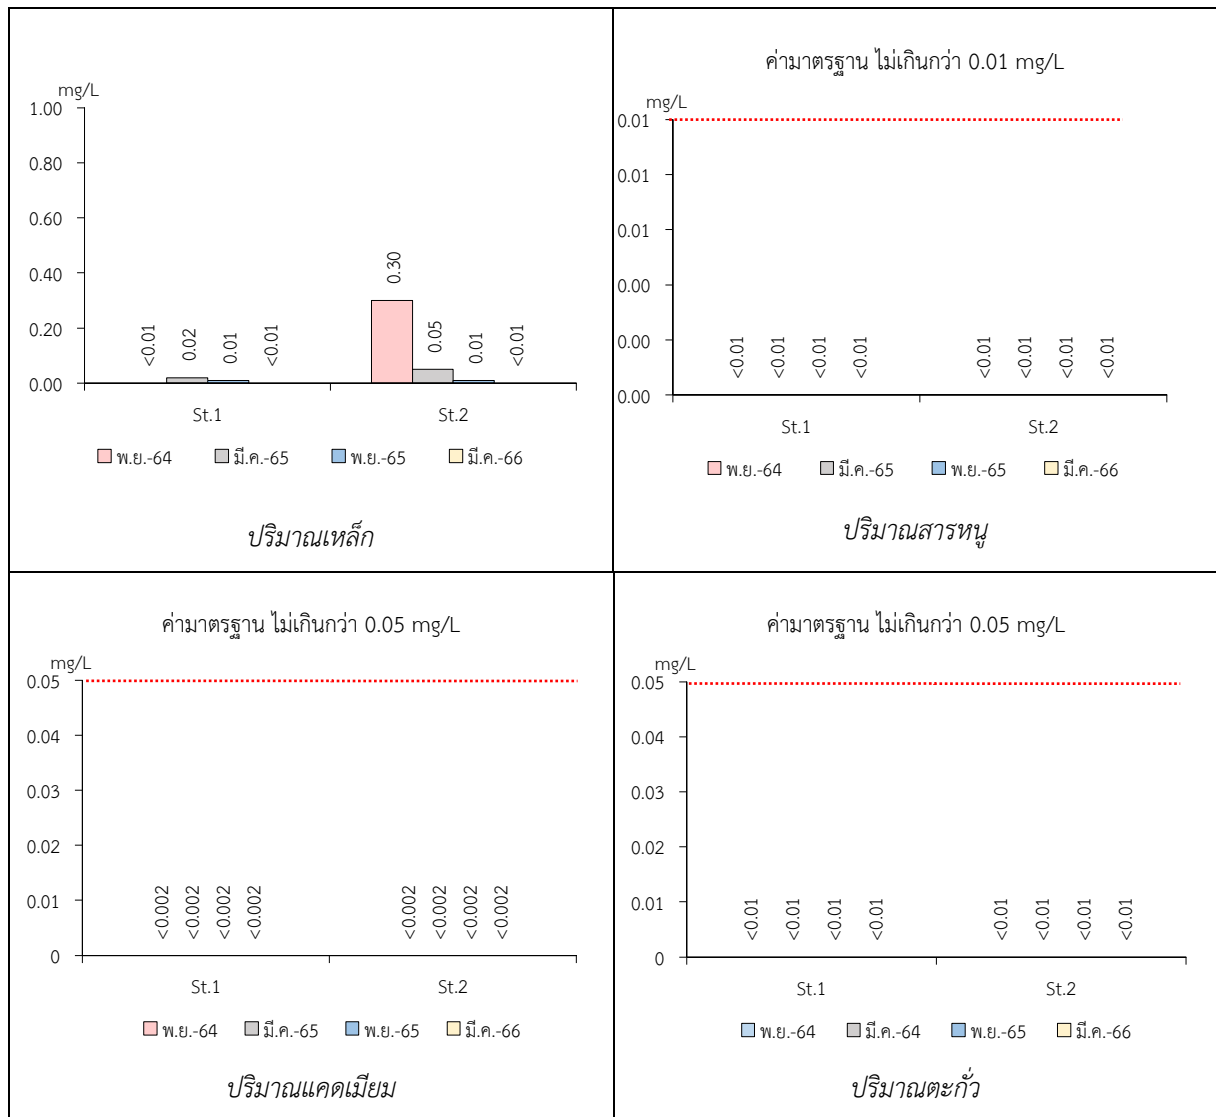 mg/L
1.00
0.80
0.60
0.40
0.20
0.00
<0.01 0.02 0.01 <0.01
0.30 0.05 0.01 <0.01
St.1 St.2
พ.ย.-64 มี.ค.-65 พ.ย.-65 มี.ค.-66
ปริมาณเหล็ก
ค่ามาตรฐาน ไม่เกินกว่า 0.01 mg/L
mg/L
0.01
0.01
0.01
0.00
0.00
0.00
<0.01 <0.01 <0.01 <0.01
<0.01 <0.01 <0.01 <0.01
St.1 St.2
พ.ย.-64 มี.ค.-65 พ.ย.-65 มี.ค.-66
ปริมาณสารหนู
ค่ามาตรฐาน ไม่เกินกว่า 0.05 mg/L
mg/L
0.05
0.04
0.03
0.02
0.01
0
<0.002 <0.002 <0.002 <0.002
<0.002 <0.002 <0.002 <0.002
St.1 St.2
พ.ย.-64 มี.ค.-65 พ.ย.-65 มี.ค.-66
ปริมาณแคดเมียม
ค่ามาตรฐาน ไม่เกินกว่า 0.05 mg/L
mg/L
0.05
0.04
0.03
0.02
0.01
0
<0.01 <0.01 <0.01 <0.01
<0.01 <0.01 <0.01 <0.01
St.1 St.2
พ.ย.-64 มี.ค.-64 พ.ย.-65 มี.ค.-66
ปริมาณตะกั่ว